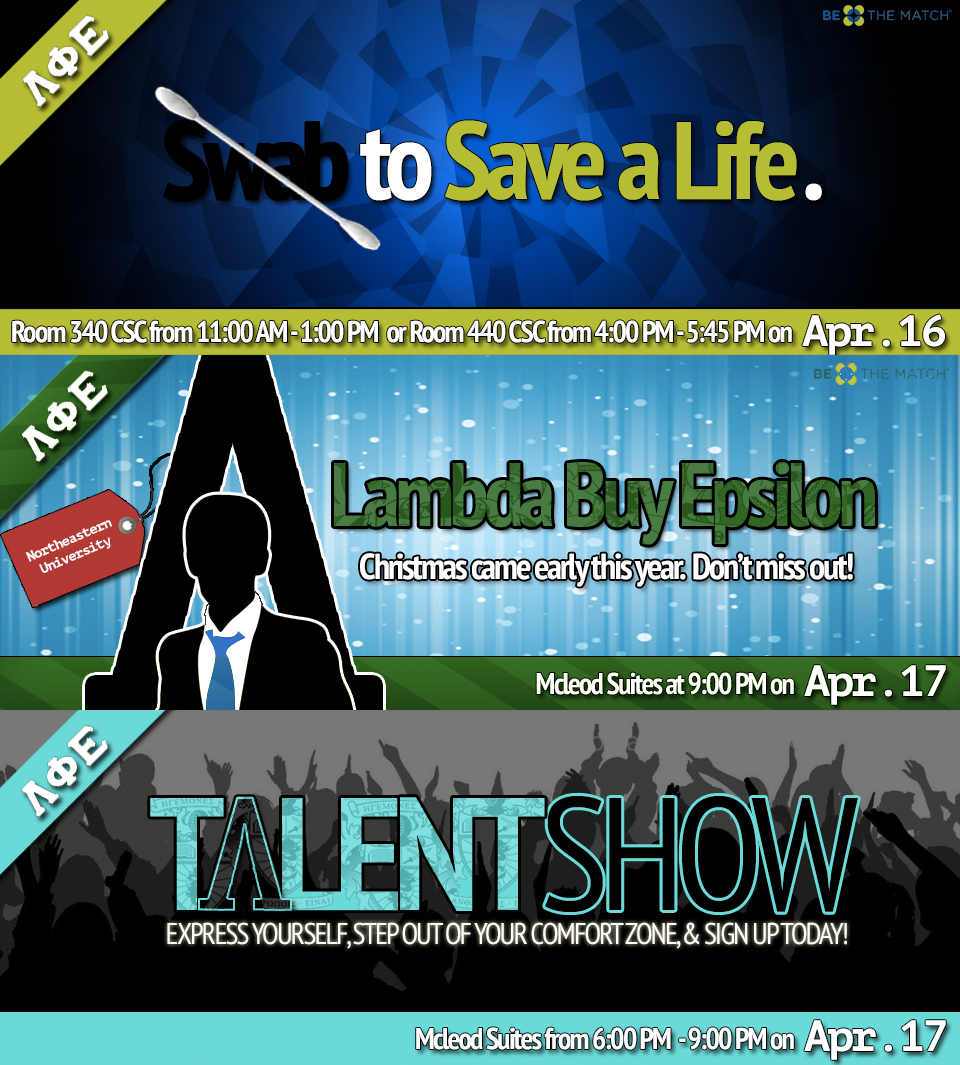 ΛΦΕ
BE THE MATCH®
Swab to Save a Life.
Room 340 CSC from 11:00 AM - 1:00 PM or Room 440 CSC from 4:00 PM - 5:45 PM on Apr. 16
ΛΦΕ
BE THE MATCH®
Northeastern
University
Lambda Buy Epsilon
Christmas came early this year. Don't miss out!
Mcleod Suites at 9:00 PM on Apr. 17
ΛΦΕ
TΛLENT SHOW
EXPRESS YOURSELF, STEP OUT OF YOUR COMFORT ZONE, & SIGN UP TODAY!
Mcleod Suites from 6:00 PM - 9:00 PM on Apr. 17